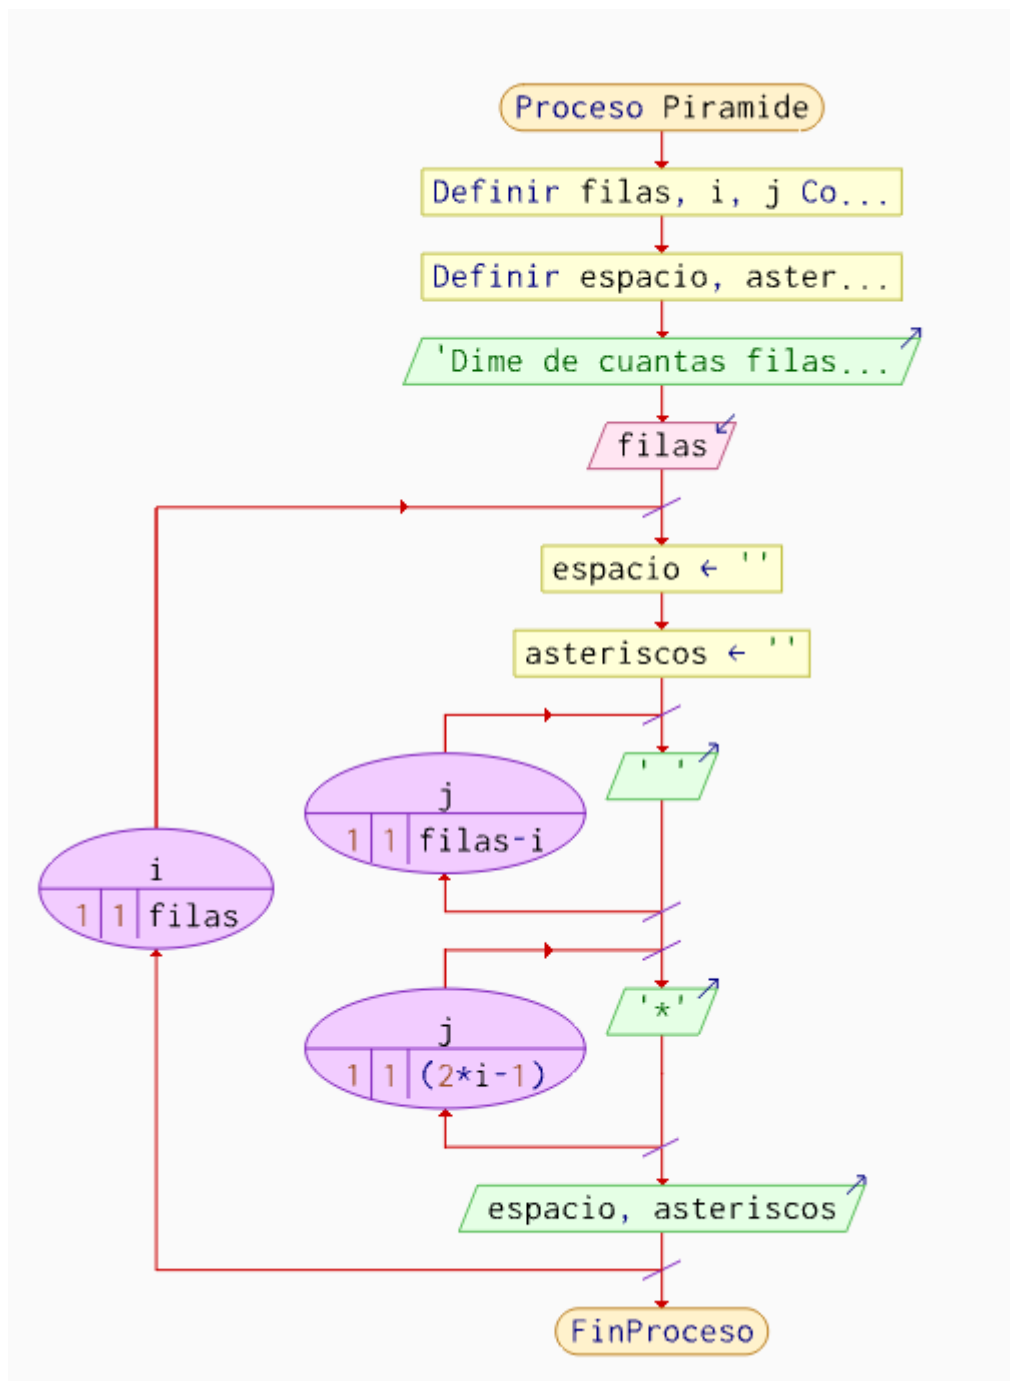 Proceso Piramide
Definir filas, i, j Co...
Definir espacio, aster...
'Dime de cuantas filas...
filas
espacio ← ''
asteriscos ← ''
j
1 1 filas-i
' '
i
1 1 filas
j
1 1 (2*i-1)
'*'
espacio, asteriscos
FinProceso